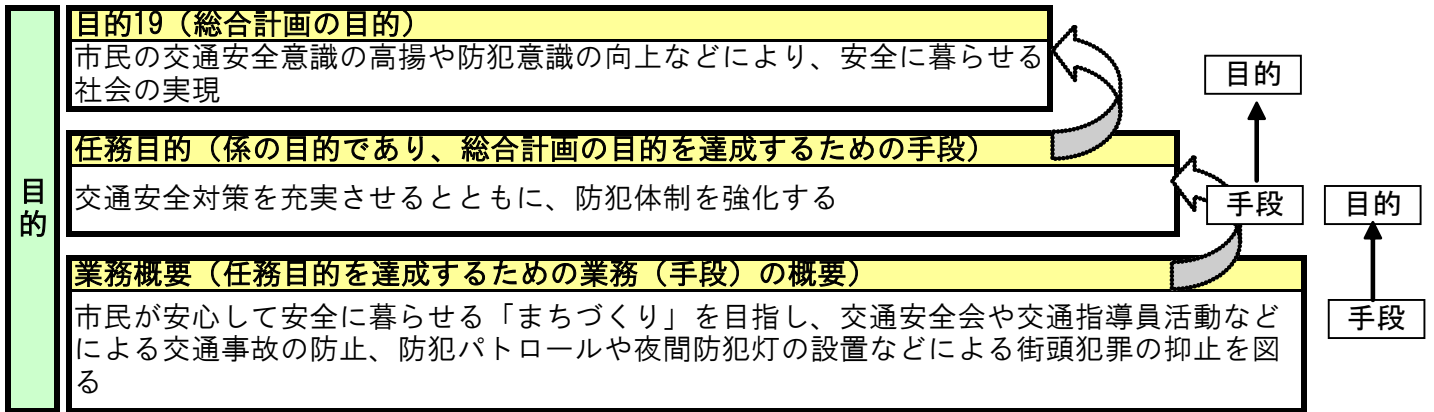 目的
目的19(総合計画の目的)
市民の交通安全意識の高揚や防犯意識の向上などにより、安全に暮らせる
社会の実現
任務目的(係の目的であり、総合計画の目的を達成するための手段)
交通安全対策を充実させるとともに、防犯体制を強化する
業務概要(任務目的を達成するための業務(手段)の概要)
市民が安心して安全に暮らせる「まちづくり」を目指し、交通安全会や交通指導員活動など
による交通事故の防止、防犯パトロールや夜間防犯灯の設置などによる街頭犯罪の抑止を図
る
目的
手段
目的
手段